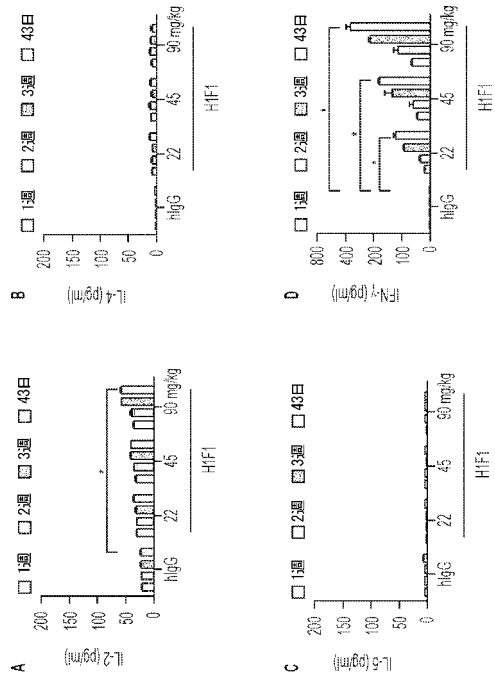 A
1週 2週 3週 43日
IL-2 (pg/ml)
200
150
100
50
0
*
hIgG 22 45 90 mg/kg
H1F1
B
1週 2週 3週 43日
IL-4 (pg/ml)
200
150
100
50
0
hIgG 22 45 90 mg/kg
H1F1
C
1週 2週 3週 43日
IL-5 (pg/ml)
200
150
100
50
0
hIgG 22 45 90 mg/kg
H1F1
D
1週 2週 3週 43日
IFN-γ (pg/ml)
800
600
400
200
0
*
*
*
hIgG 22 45 90 mg/kg
H1F1